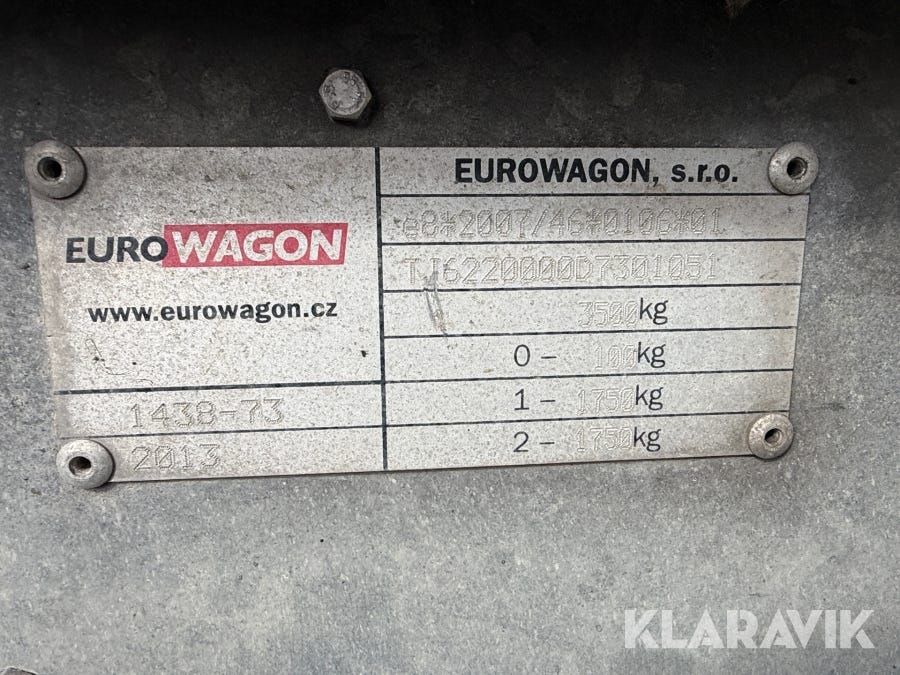 EUROWAGON
www.eurowagon.cz
1438-73
2013
EUROWAGON, s.r.o.
e8*2007/46*0106*01
TJ6220000D7301051
3500kg
0- 100kg
1- 1750kg
2- 1750kg
KLARAVIK